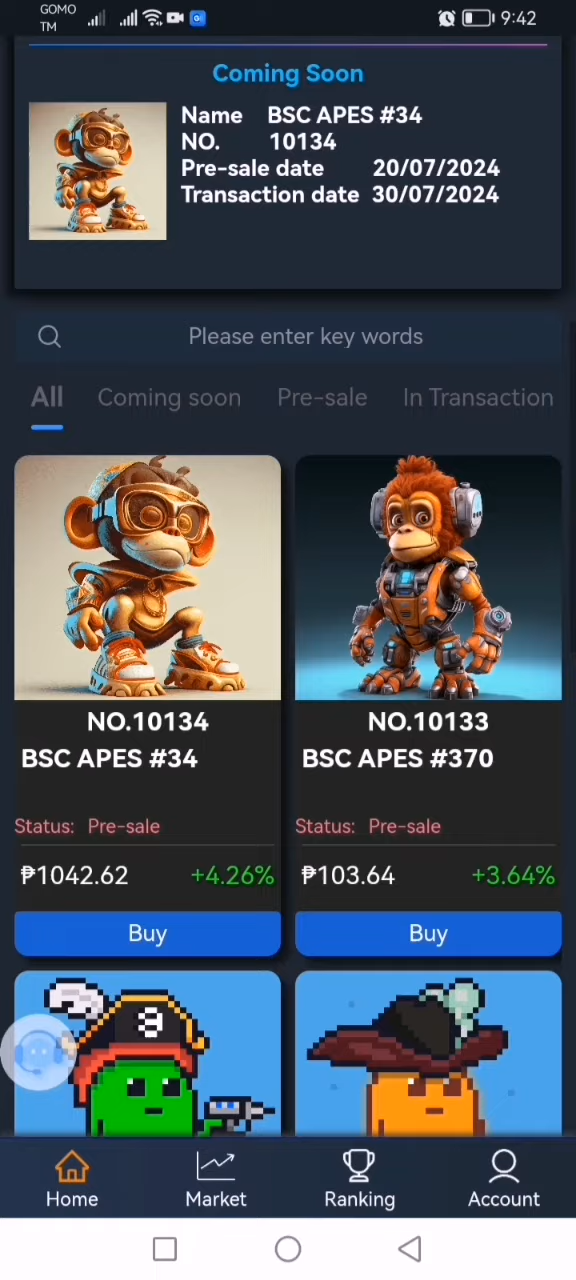 GOMO
TM
9:42
Coming Soon
Name BSC APES #34
NO. 10134
Pre-sale date 20/07/2024
Transaction date 30/07/2024
Please enter key words
All Coming soon Pre-sale In Transaction
NO.10134
BSC APES #34
Status: Pre-sale
₱1042.62 +4.26%
Buy
NO.10133
BSC APES #370
Status: Pre-sale
₱103.64 +3.64%
Buy
Home Market Ranking Account